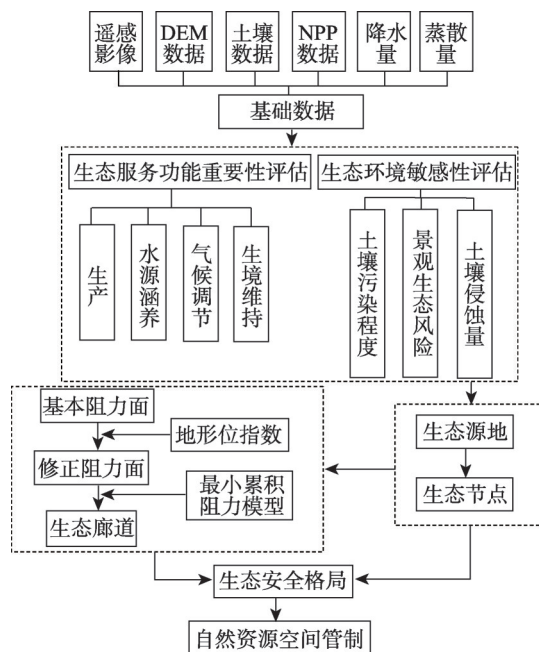 遥感影像
DEM数据
土壤数据
NPP数据
降水量
蒸散量
基础数据
生态服务功能重要性评估
生态环境敏感性评估
生产
水源涵养
气候调节
生境维持
土壤污染程度
景观生态风险
土壤侵蚀量
基本阻力面
地形位指数
修正阻力面
最小累积
阻力模型
生态廊道
生态源地
生态节点
生态安全格局
自然资源空间管制